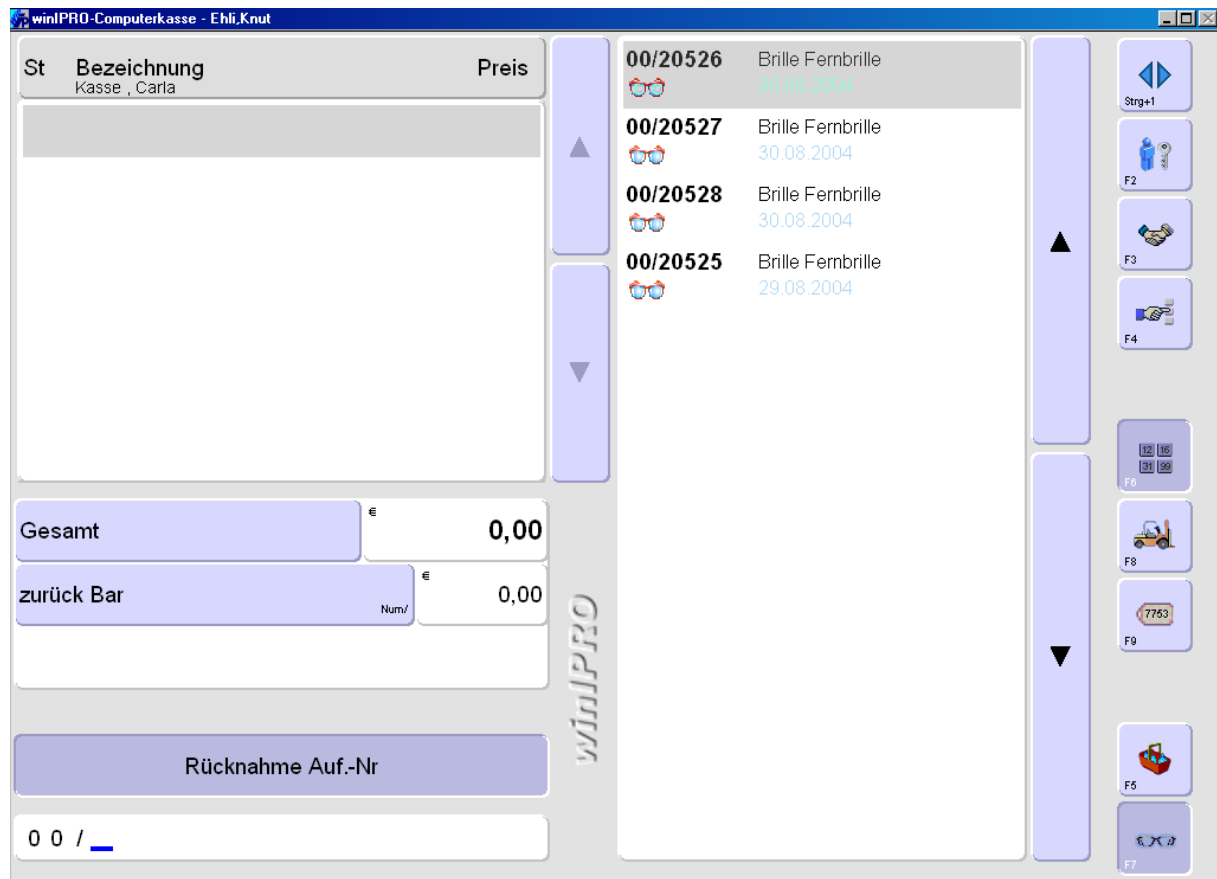 winIPRO-Computerkasse - Ehli,Knut
St Bezeichnung Preis
Kasse , Carla
Gesamt € 0,00
zurück Bar Num/ € 0,00
Rücknahme Auf.-Nr
0 0 /
winIPRO
00/20526 Brille Fernbrille
30.08.2004
00/20527 Brille Fernbrille
30.08.2004
00/20528 Brille Fernbrille
30.08.2004
00/20525 Brille Fernbrille
29.08.2004
Strg+1
F2
F3
F4
12 16
31 99
F6
F8
7753
F9
F5
F7